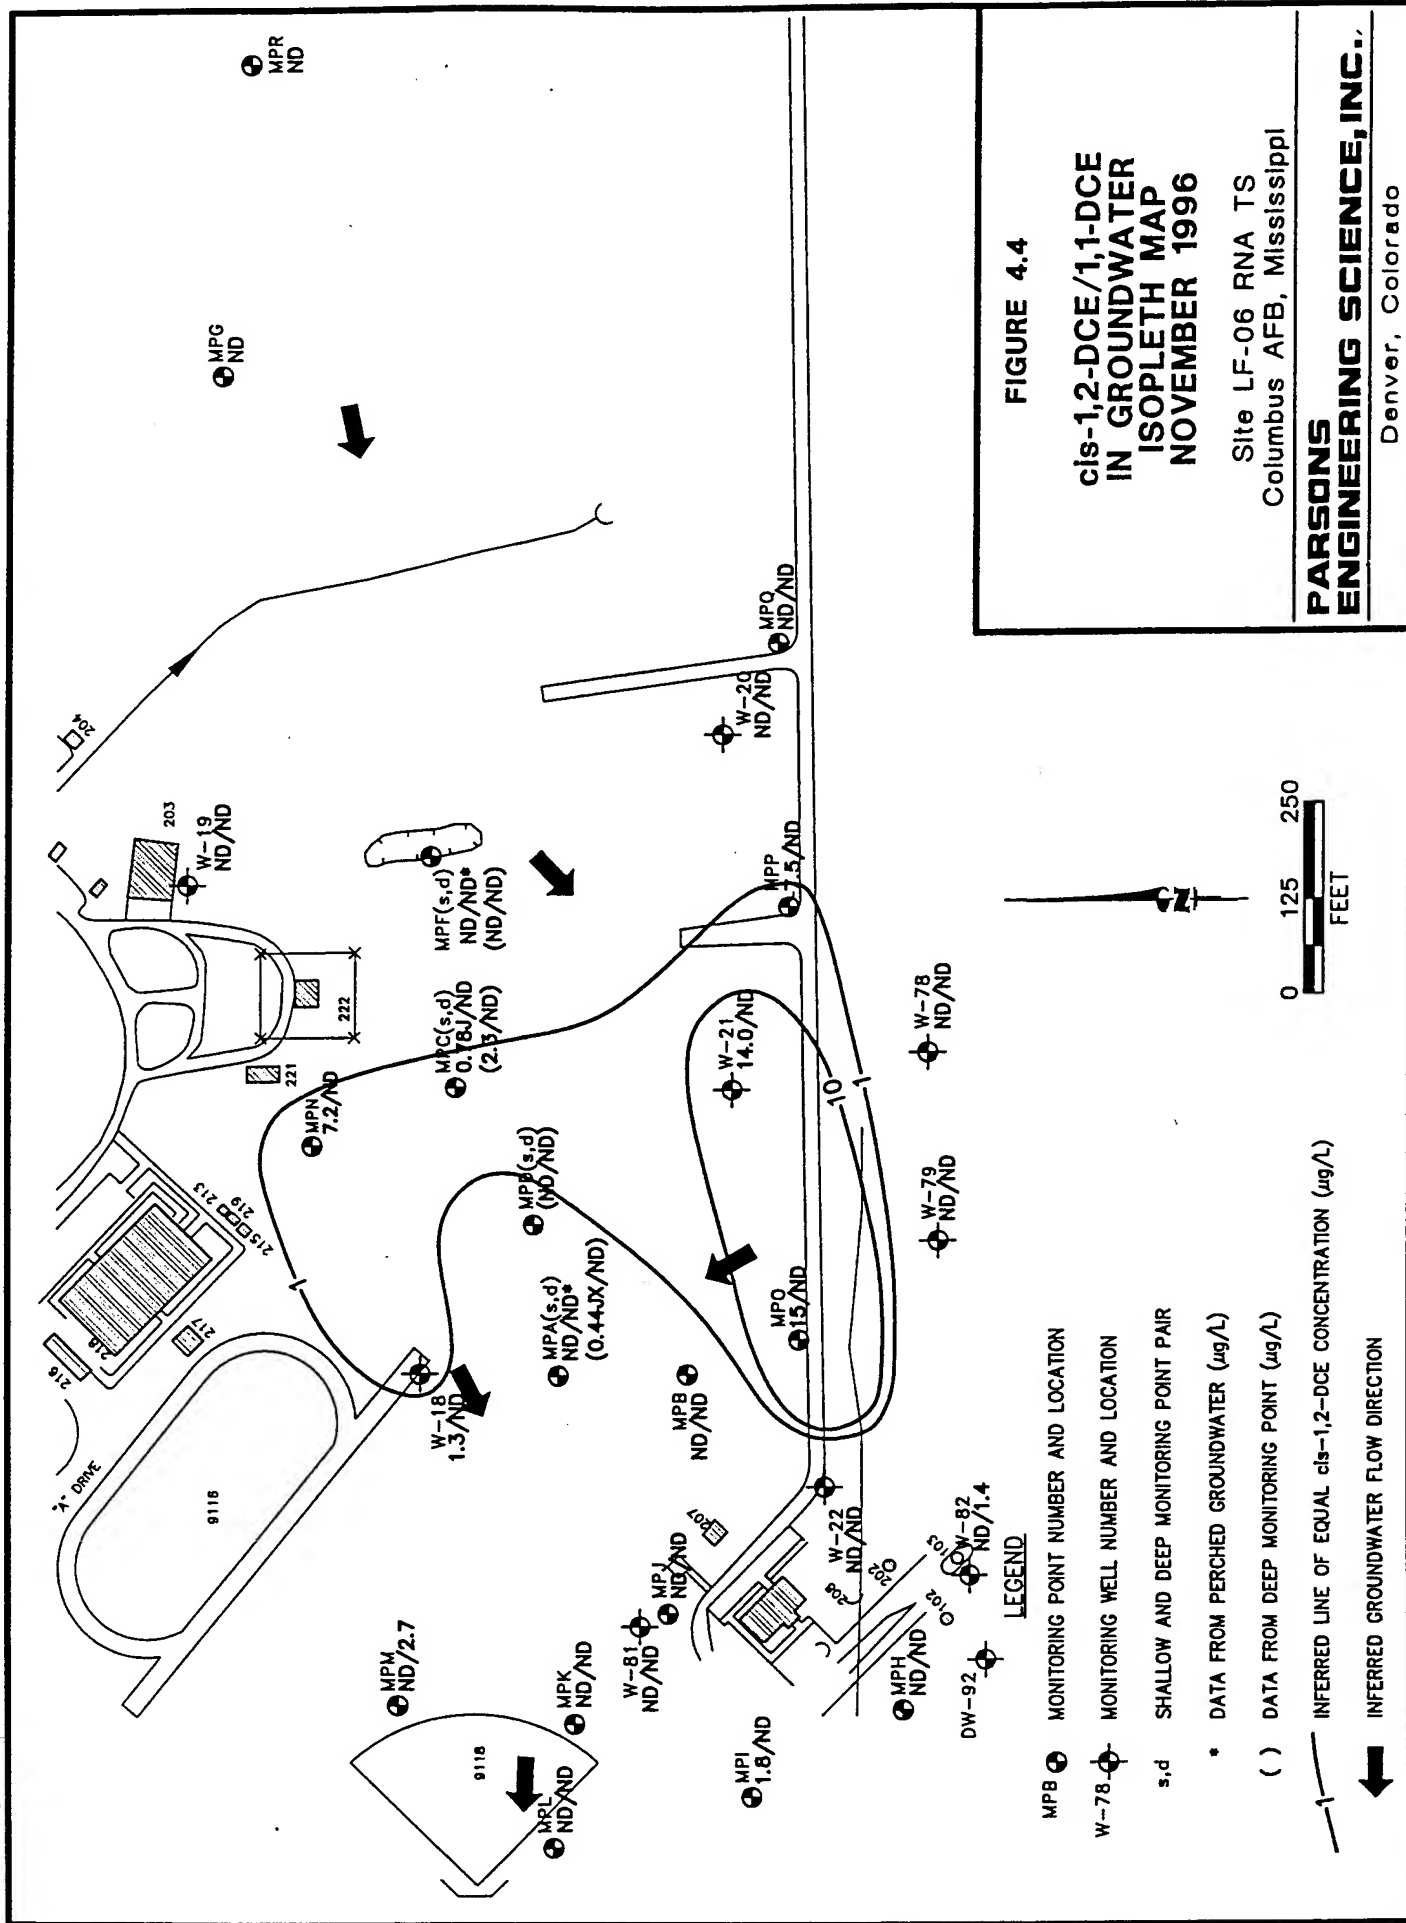 MPR
ND
MPG
ND
204
203
W-19
ND/ND
MPF(s,d)
ND/ND*
(ND/ND)
MPQ
ND/ND
W-20
ND/ND
MPP
7.5/ND
222
221
MPC(s,d)
0.78J/ND
(2.3/ND)
MPN
7.2/ND
W-21
14.0/ND
W-78
ND/ND
10
1
213
219
215
MPD(s,d)
(ND/ND)
W-79
ND/ND
1
218
216
217
MPA(s,d)
ND/ND*
(0.44JX/ND)
MPO
15/ND
"A" DRIVE
9116
W-18
1.3/ND
MPB
ND/ND
207
W-22
ND/ND
W-82
ND/1.4
103
202
208
102
MPJ
ND/ND
W-81
ND/ND
MPM
ND/2.7
MPK
ND/ND
MPH
ND/ND
DW-92
9118
MPL
ND/ND
MPI
1.8/ND
LEGEND
MPB MONITORING POINT NUMBER AND LOCATION
W-78 MONITORING WELL NUMBER AND LOCATION
s,d SHALLOW AND DEEP MONITORING POINT PAIR
* DATA FROM PERCHED GROUNDWATER (µg/L)
( ) DATA FROM DEEP MONITORING POINT (µg/L)
1 INFERRED LINE OF EQUAL cis-1,2-DCE CONCENTRATION (µg/L)
INFERRED GROUNDWATER FLOW DIRECTION
N
0 125 250
FEET
FIGURE 4.4
cis-1,2-DCE/1,1-DCE
IN GROUNDWATER
ISOPLETH MAP
NOVEMBER 1996
Site LF-06 RNA TS
Columbus AFB, Mississippi
PARSONS
ENGINEERING SCIENCE, INC.
Denver, Colorado